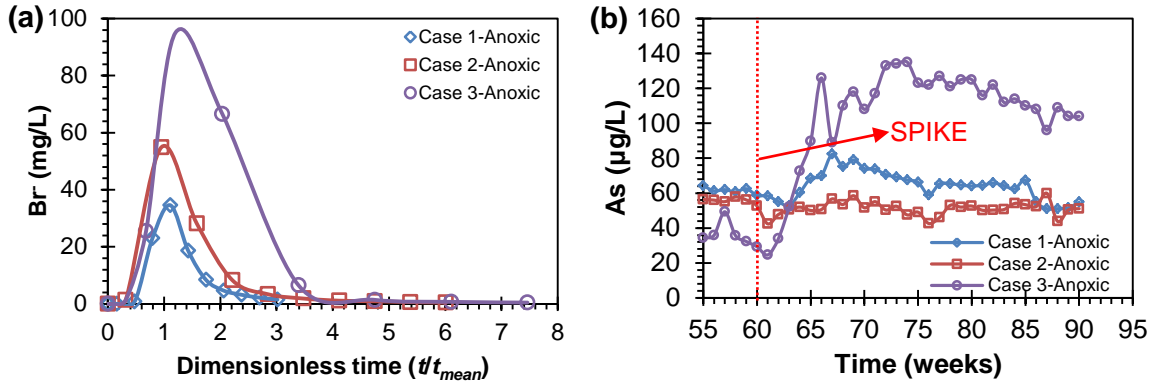 (a)
Br- (mg/L)
100
80
60
40
20
0
0 1 2 3 4 5 6 7 8
Dimensionless time (t/tmean)
Case 1-Anoxic
Case 2-Anoxic
Case 3-Anoxic
(b)
As (µg/L)
160
140
120
100
80
60
40
20
0
55 60 65 70 75 80 85 90 95
Time (weeks)
SPIKE
Case 1-Anoxic
Case 2-Anoxic
Case 3-Anoxic